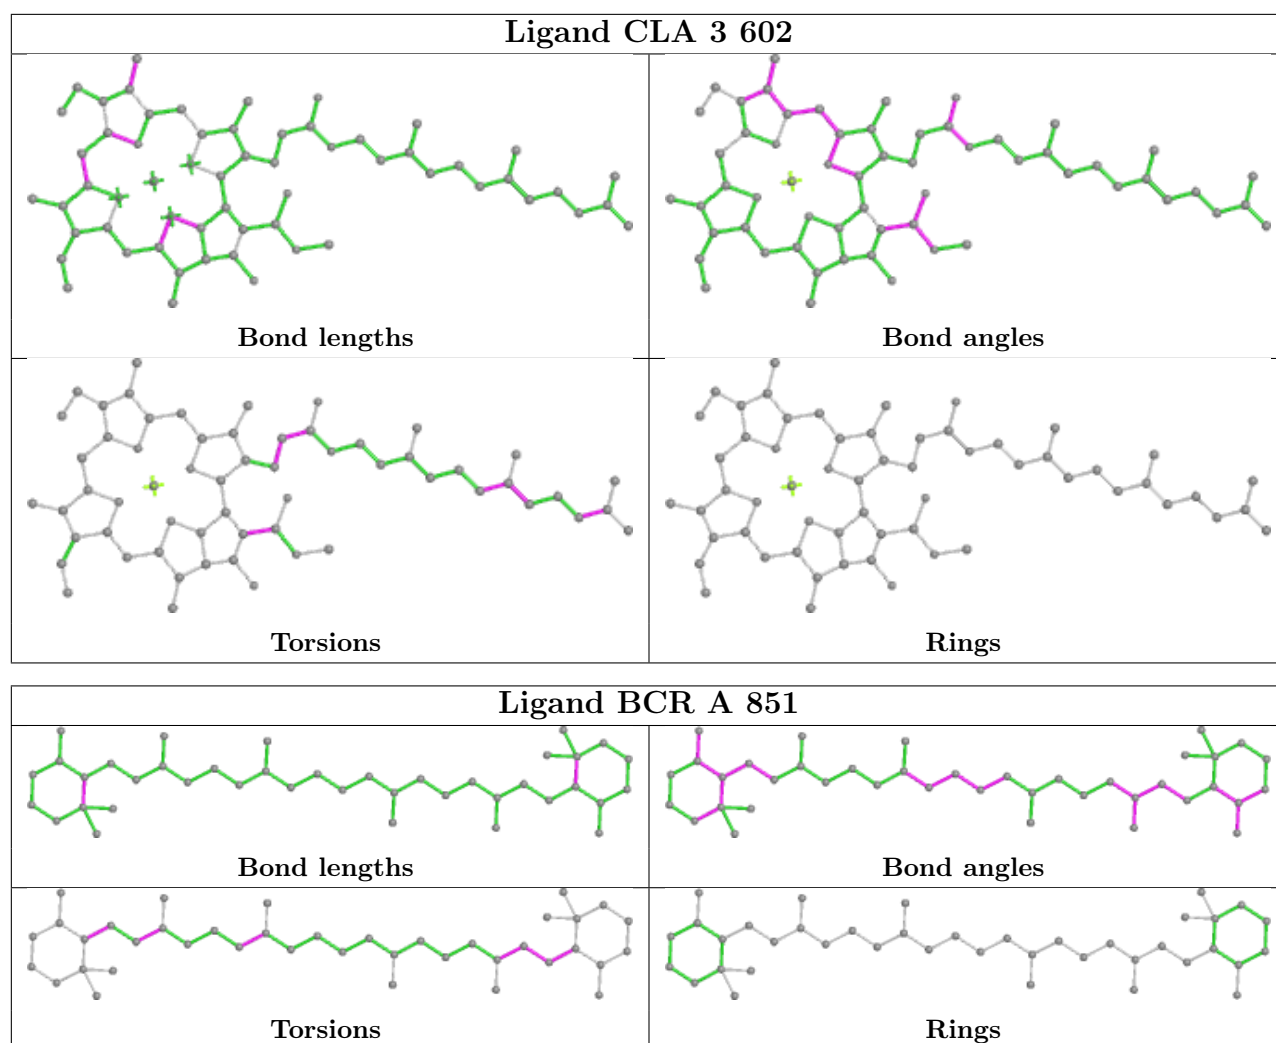 Ligand CLA 3 602
Bond lengths
Bond angles
Torsions
Rings
Ligand BCR A 851
Bond lengths
Bond angles
Torsions
Rings